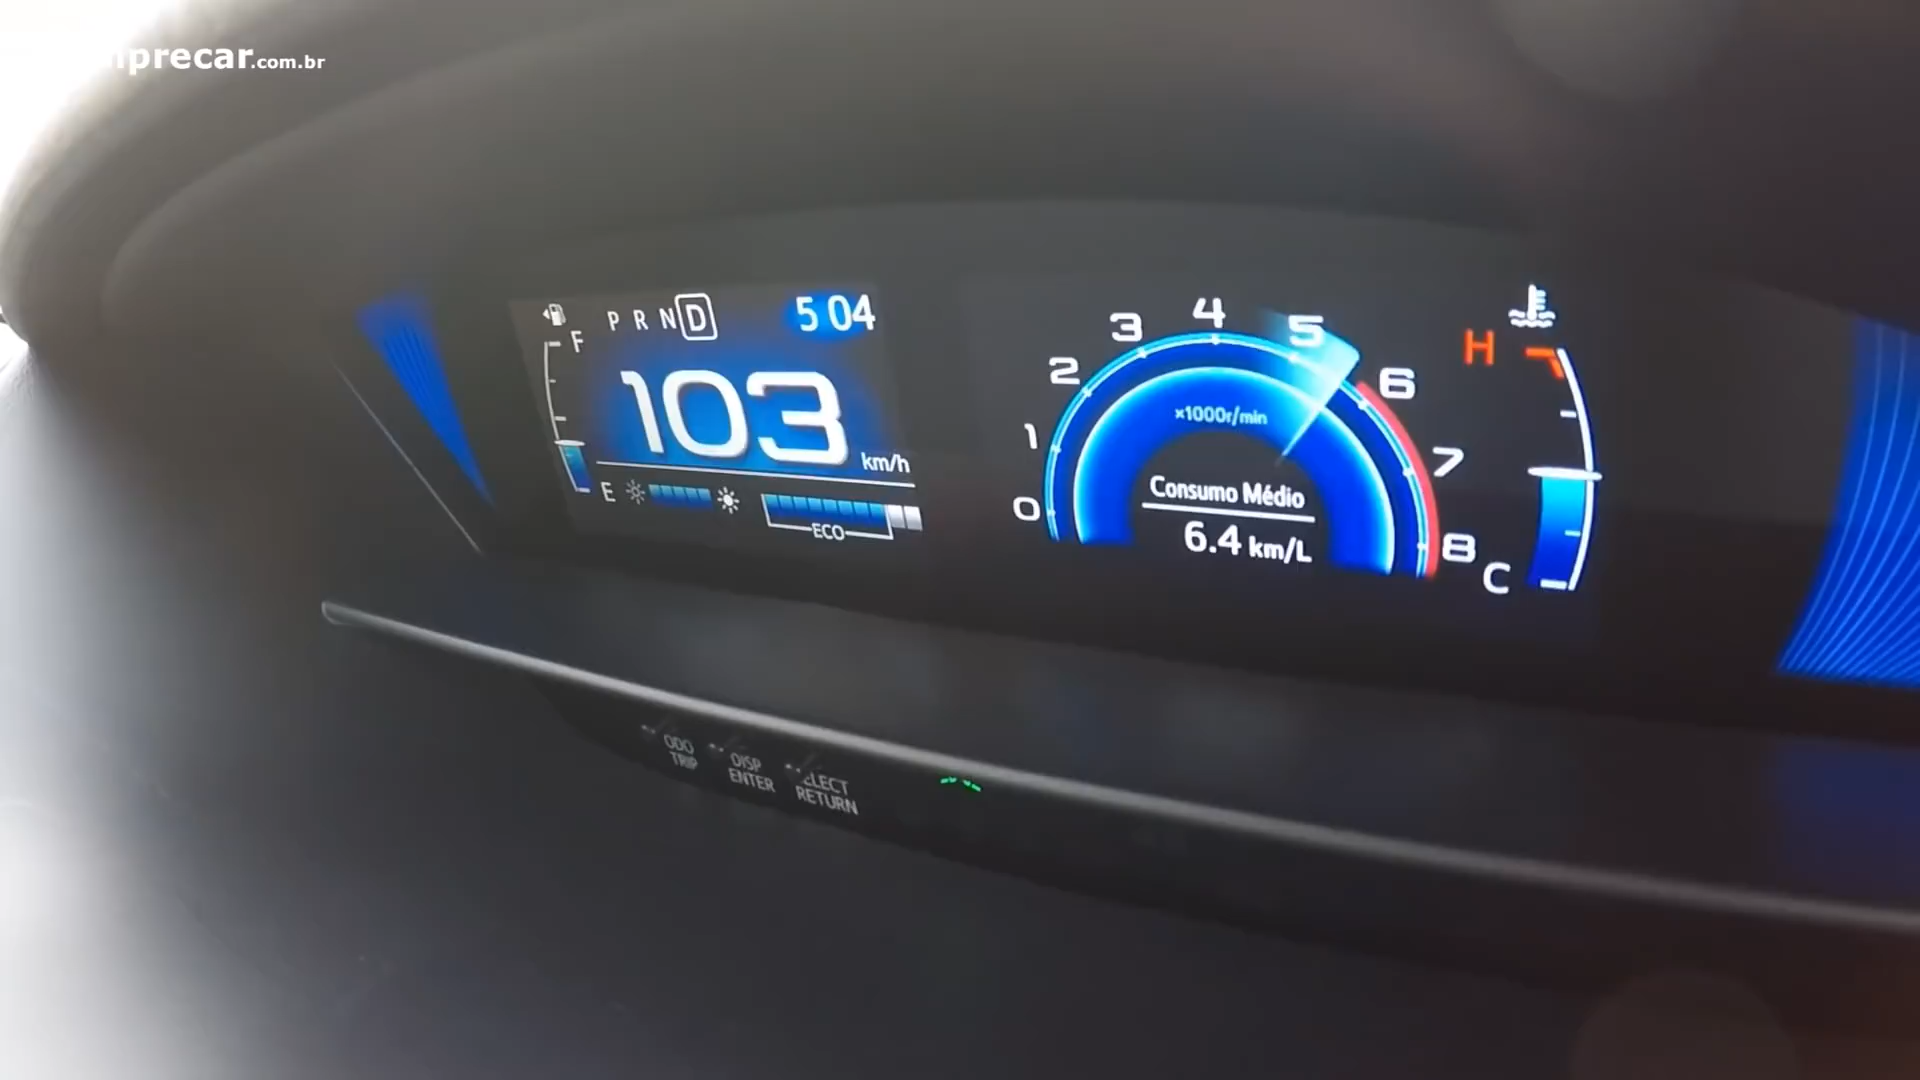 .com.br
P R N D
5 04
F
103
km/h
E
ECO
0 1 2 3 4 5 6 7 8
×1000r/min
Consumo Médio
6.4 km/L
H
C
ODO
TRIP
DISP
ENTER
RETURN